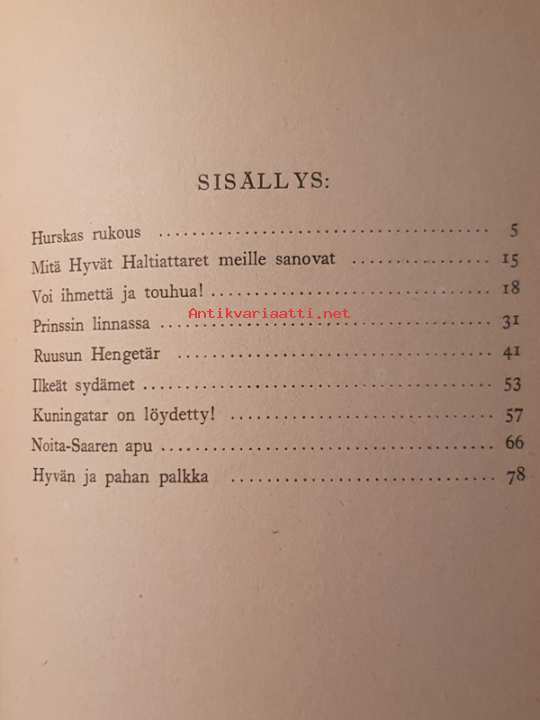 SISÄLLYS:
Hurskas rukous .................................. 5
Mitä Hyvät Haltiattaret meille sanovat .............. 15
Voi ihmettä ja touhua! ............................ 18
Antikvariaatti.net
Prinssin linnassa ................................. 31
Ruusun Hengetär ................................ 41
Ilkeät sydämet ................................... 53
Kuningatar on löydetty! .......................... 57
Noita-Saaren apu ................................. 66
Hyvän ja pahan palkka .......................... 78